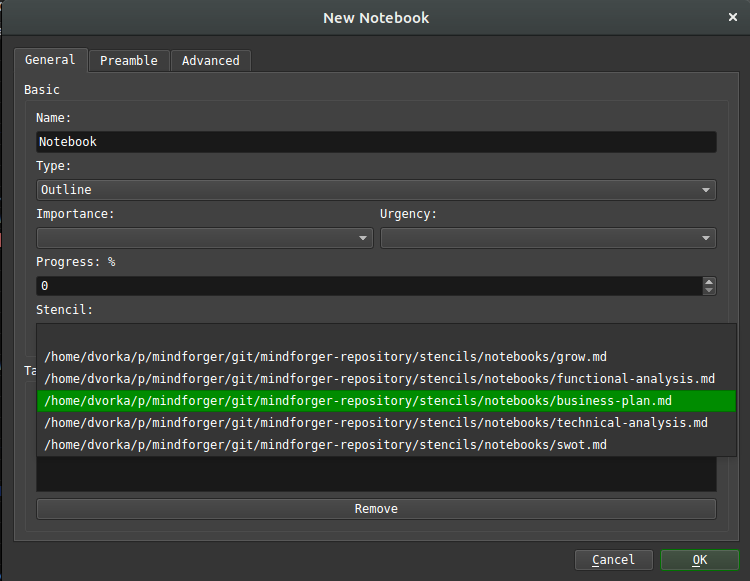 New Notebook
General Preamble Advanced
Basic
Name:
Notebook
Type:
Outline
Importance: Urgency:
Progress: %
0
Stencil:
/home/dvorka/p/mindforger/git/mindforger-repository/stencils/notebooks/grow.md
Ta
/home/dvorka/p/mindforger/git/mindforger-repository/stencils/notebooks/functional-analysis.md
/home/dvorka/p/mindforger/git/mindforger-repository/stencils/notebooks/business-plan.md
/home/dvorka/p/mindforger/git/mindforger-repository/stencils/notebooks/technical-analysis.md
/home/dvorka/p/mindforger/git/mindforger-repository/stencils/notebooks/swot.md
Remove
Cancel OK